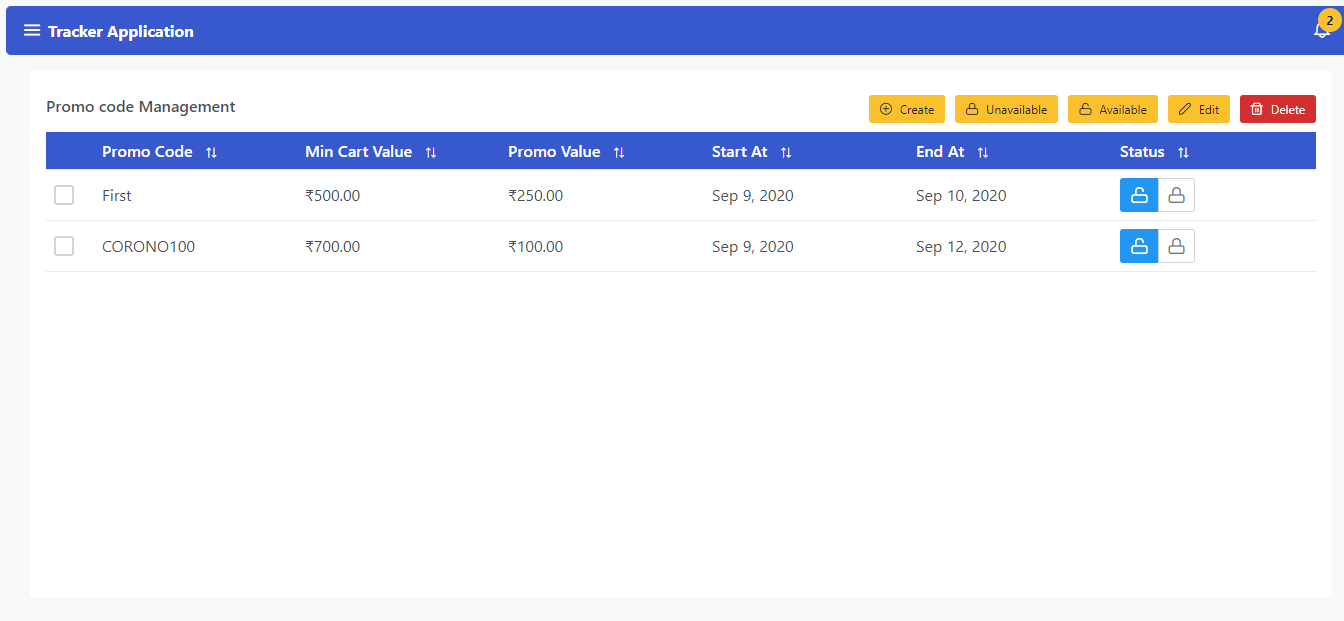 Tracker Application
2
Promo code Management
Create Unavailable Available Edit Delete
Promo Code Min Cart Value Promo Value Start At End At Status
First ₹500.00 ₹250.00 Sep 9, 2020 Sep 10, 2020
CORONO100 ₹700.00 ₹100.00 Sep 9, 2020 Sep 12, 2020